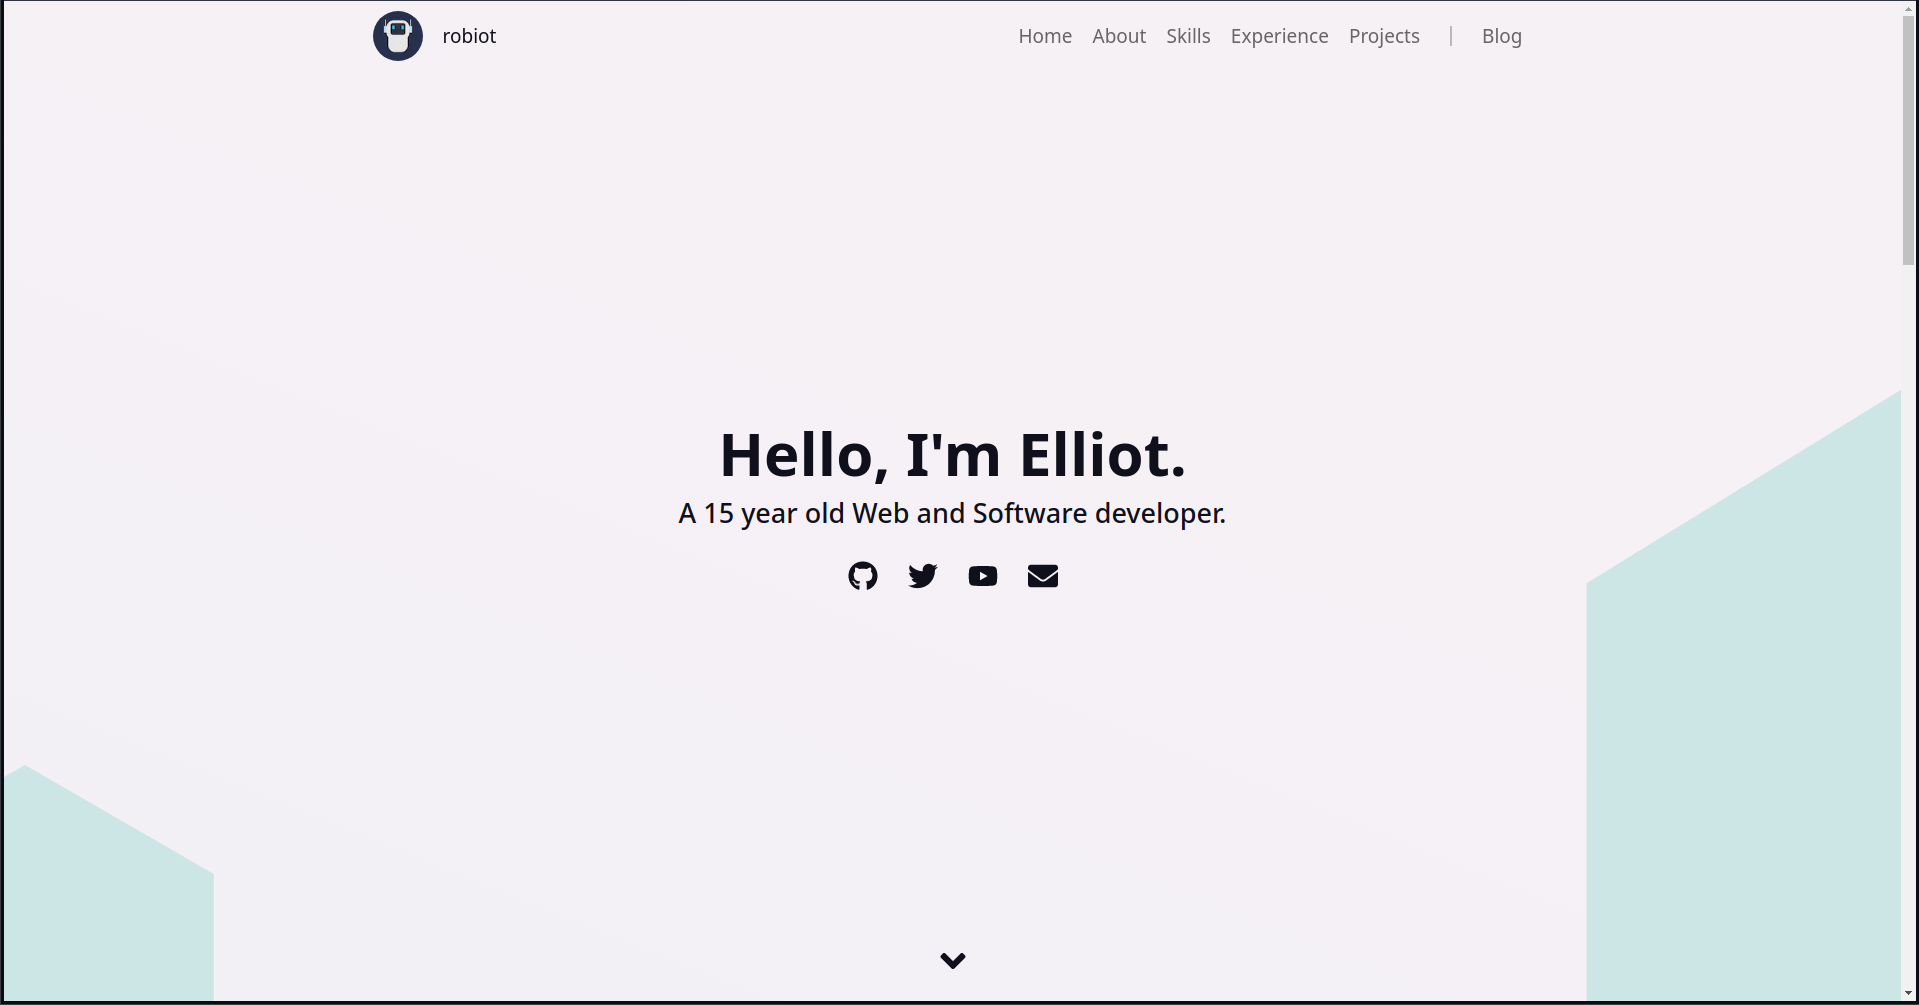 robiot
Home About Skills Experience Projects | Blog
Hello, I'm Elliot.
A 15 year old Web and Software developer.